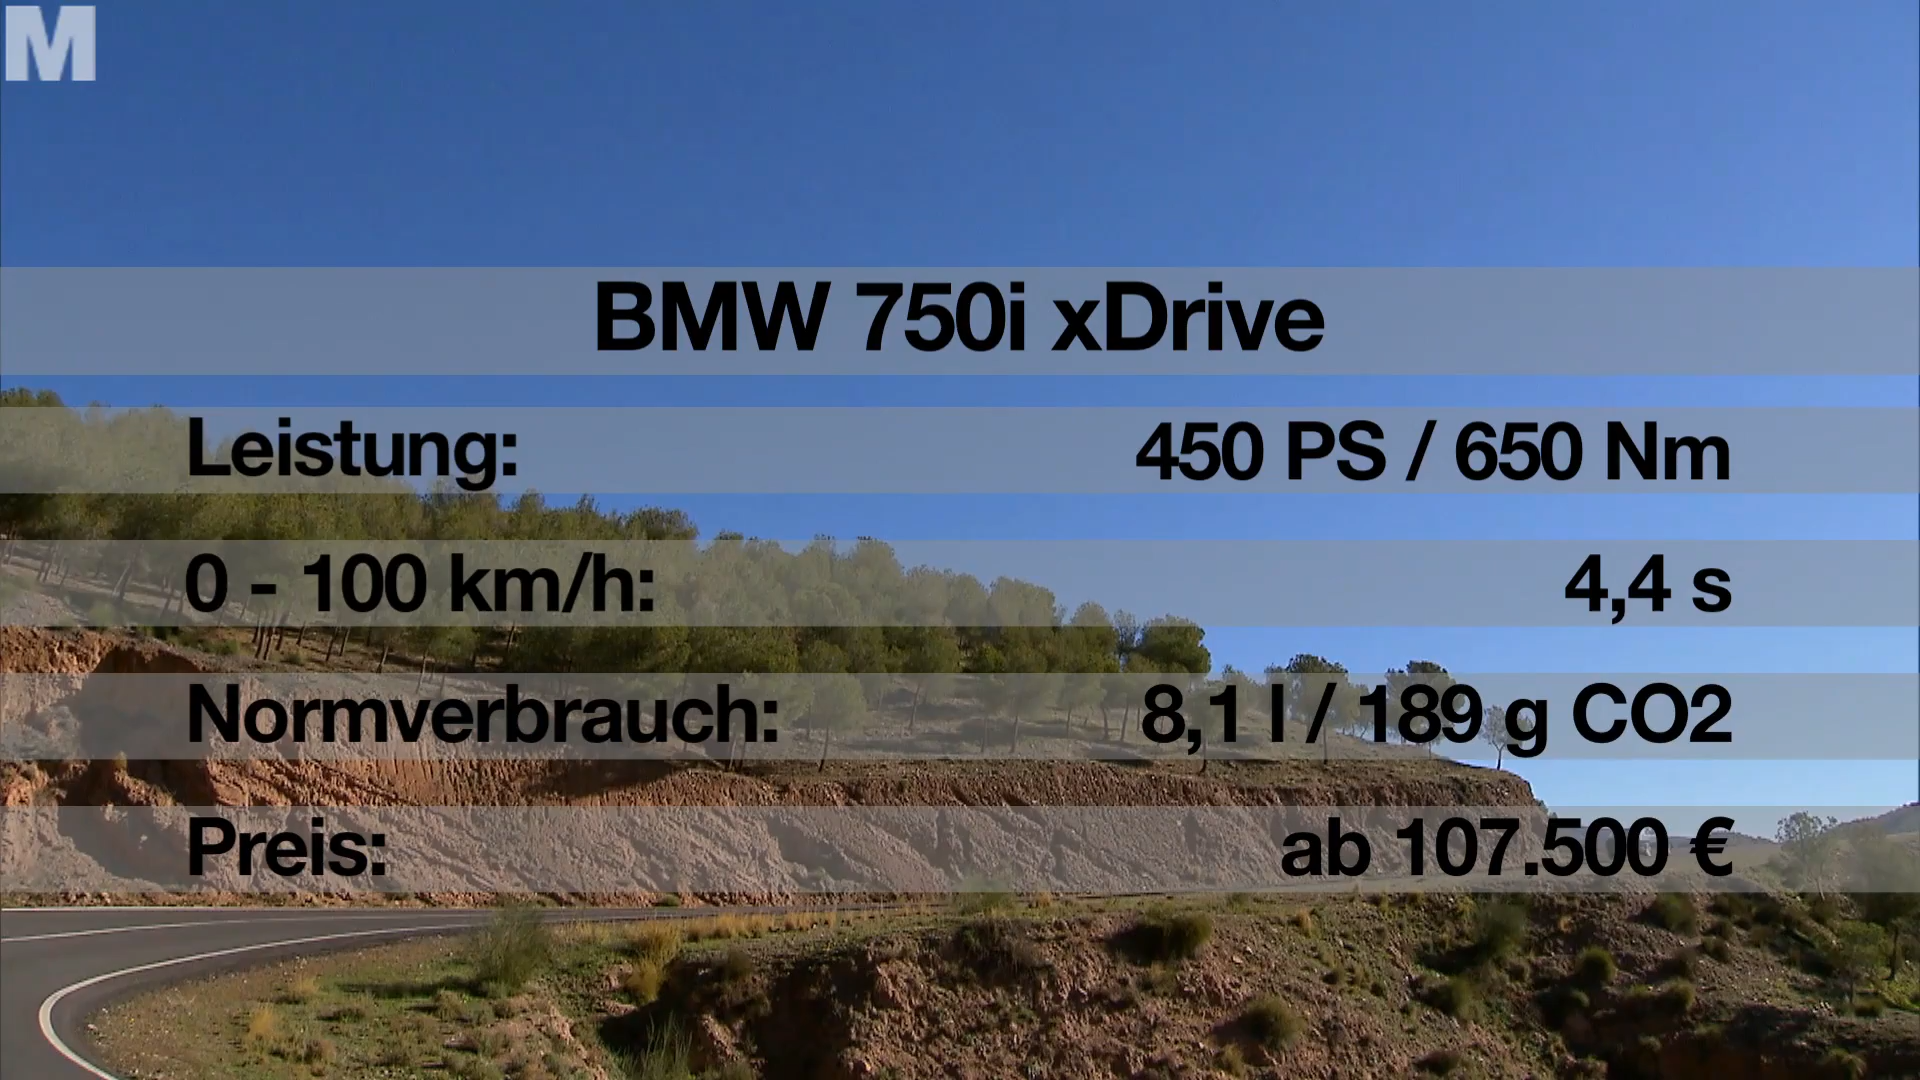 M
BMW 750i xDrive
Leistung: 450 PS / 650 Nm
0 - 100 km/h: 4,4 s
Normverbrauch: 8,1 l / 189 g CO2
Preis: ab 107.500 €